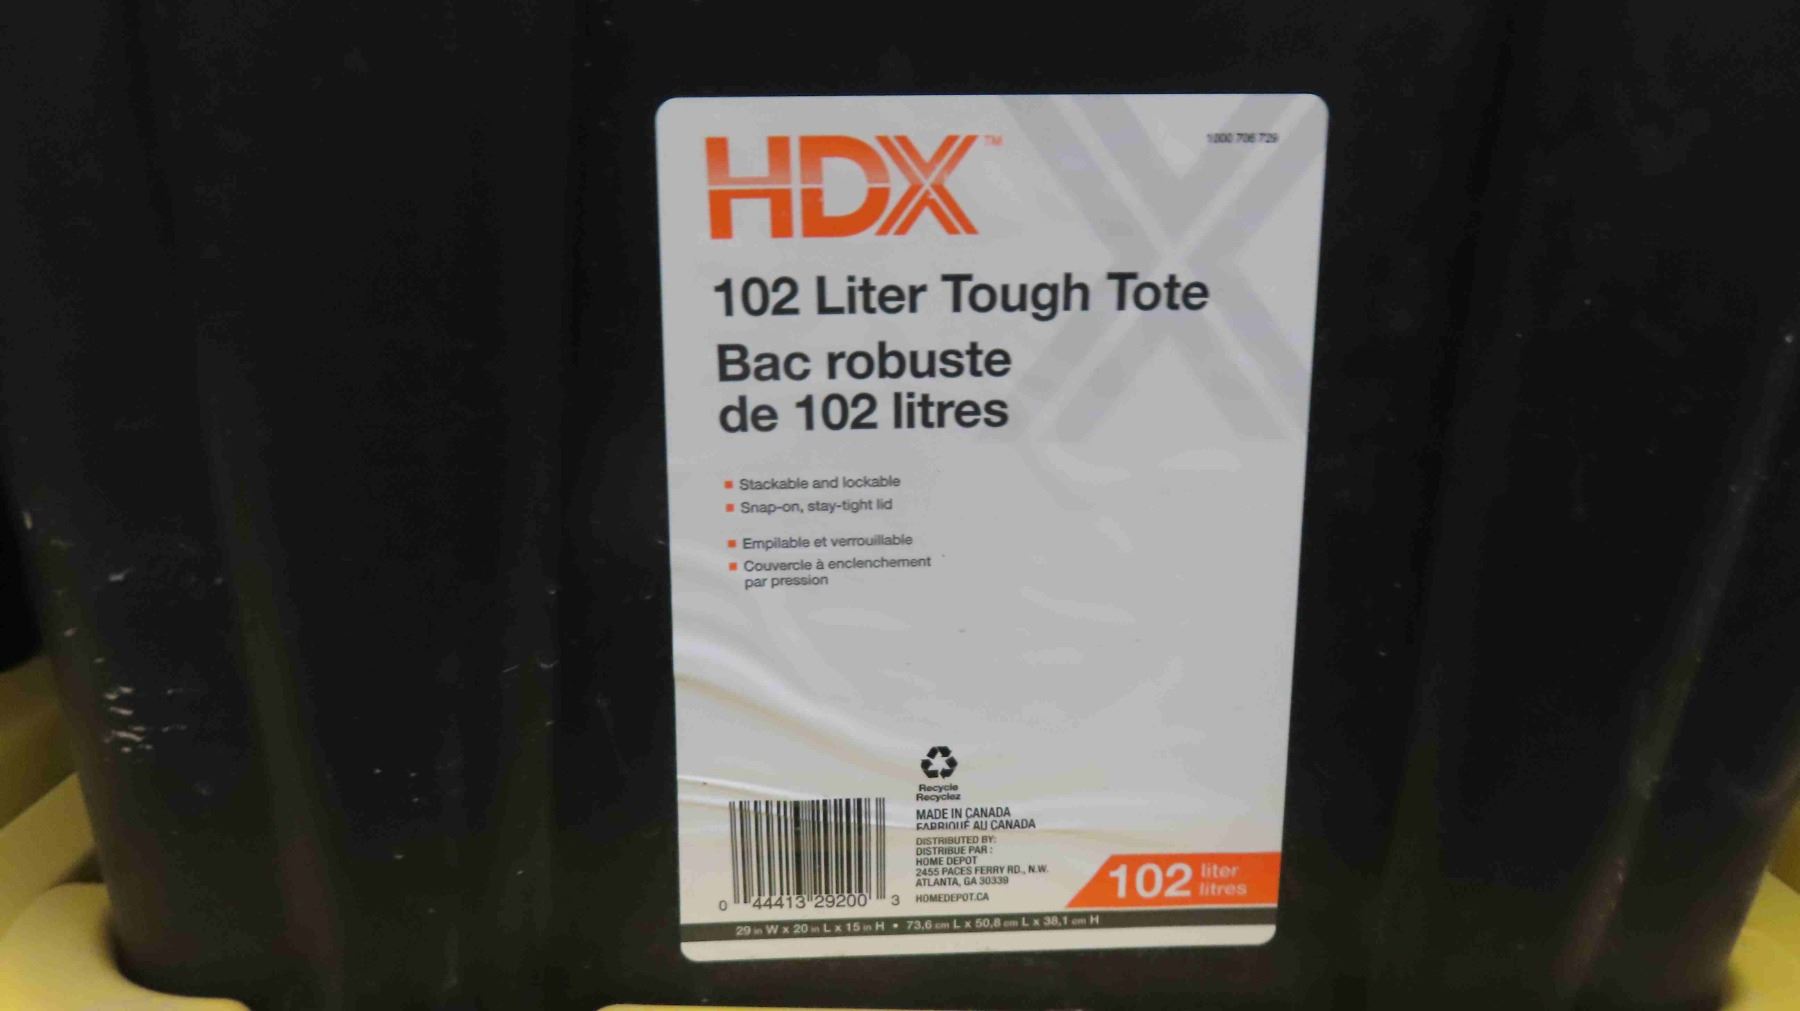 HDX™
1000 706 729
102 Liter Tough Tote
Bac robuste
de 102 litres
Stackable and lockable
Snap-on, stay-tight lid
Empilable et verrouillable
Couvercle à enclenchement
par pression
Recycle
Recyclez
MADE IN CANADA
FABRIQUÉ AU CANADA
DISTRIBUTED BY:
DISTRIBUE PAR :
HOME DEPOT
2455 PACES FERRY RD., N.W.
ATLANTA, GA 30339
HOMEDEPOT.CA
0 44413 29200 3
102 liter
litres
29 in W x 20 in L x 15 in H • 73,6 cm L x 50,8 cm L x 38,1 cm H